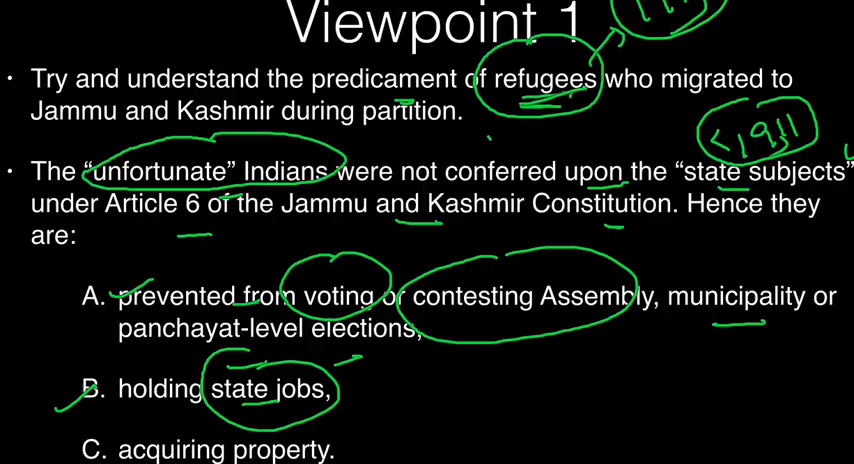 Viewpoint 1
• Try and understand the predicament of refugees who migrated to
Jammu and Kashmir during partition.
<1911
• The “unfortunate” Indians were not conferred upon the “state subjects”
under Article 6 of the Jammu and Kashmir Constitution. Hence they
are:
A. prevented from voting or contesting Assembly, municipality or
panchayat-level elections,
B. holding state jobs,
C. acquiring property.